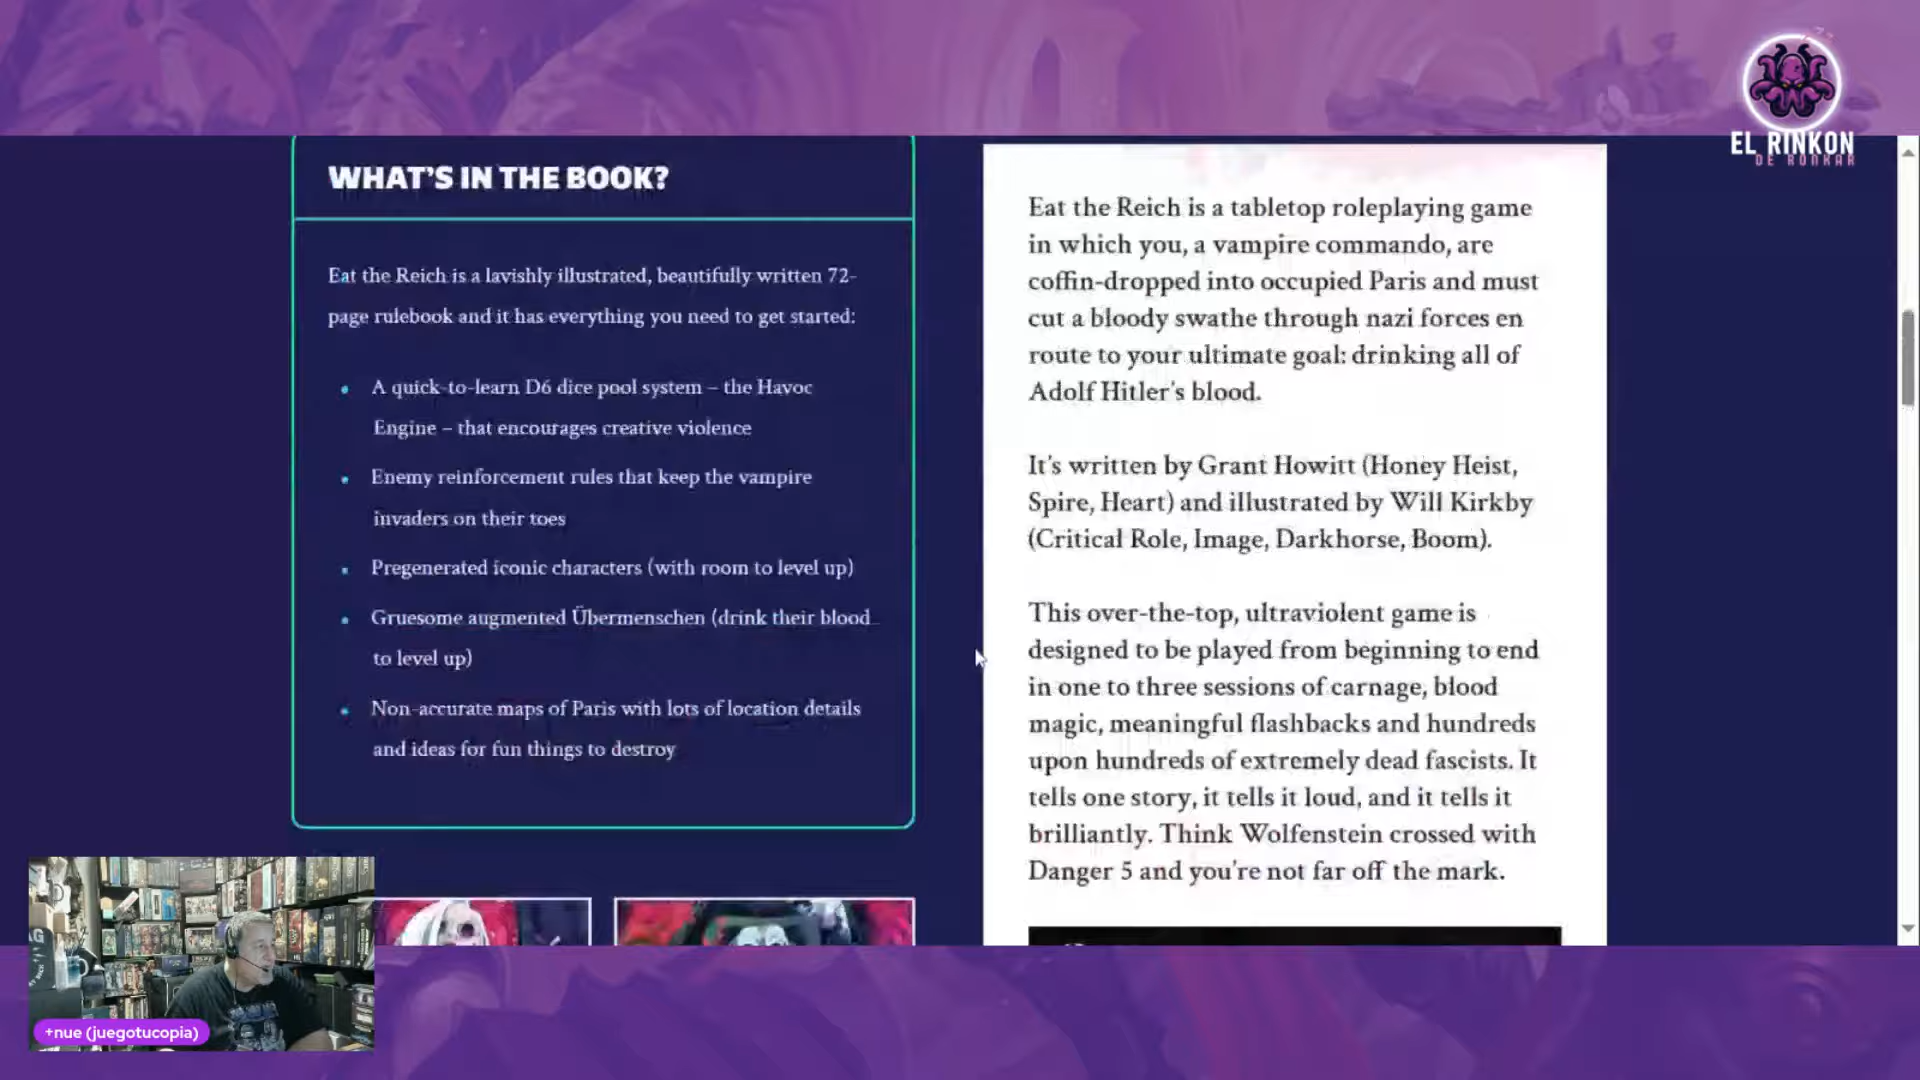 EL RINKON
DE RONKAR
WHAT'S IN THE BOOK?
Eat the Reich is a lavishly illustrated, beautifully written 72-
page rulebook and it has everything you need to get started:
• A quick-to-learn D6 dice pool system – the Havoc
Engine – that encourages creative violence
• Enemy reinforcement rules that keep the vampire
invaders on their toes
• Pregenerated iconic characters (with room to level up)
• Gruesome augmented Übermenschen (drink their blood
to level up)
• Non-accurate maps of Paris with lots of location details
and ideas for fun things to destroy
Eat the Reich is a tabletop roleplaying game
in which you, a vampire commando, are
coffin-dropped into occupied Paris and must
cut a bloody swathe through nazi forces en
route to your ultimate goal: drinking all of
Adolf Hitler's blood.
It's written by Grant Howitt (Honey Heist,
Spire, Heart) and illustrated by Will Kirkby
(Critical Role, Image, Darkhorse, Boom).
This over-the-top, ultraviolent game is
designed to be played from beginning to end
in one to three sessions of carnage, blood
magic, meaningful flashbacks and hundreds
upon hundreds of extremely dead fascists. It
tells one story, it tells it loud, and it tells it
brilliantly. Think Wolfenstein crossed with
Danger 5 and you're not far off the mark.
+nue (juegotucopia)